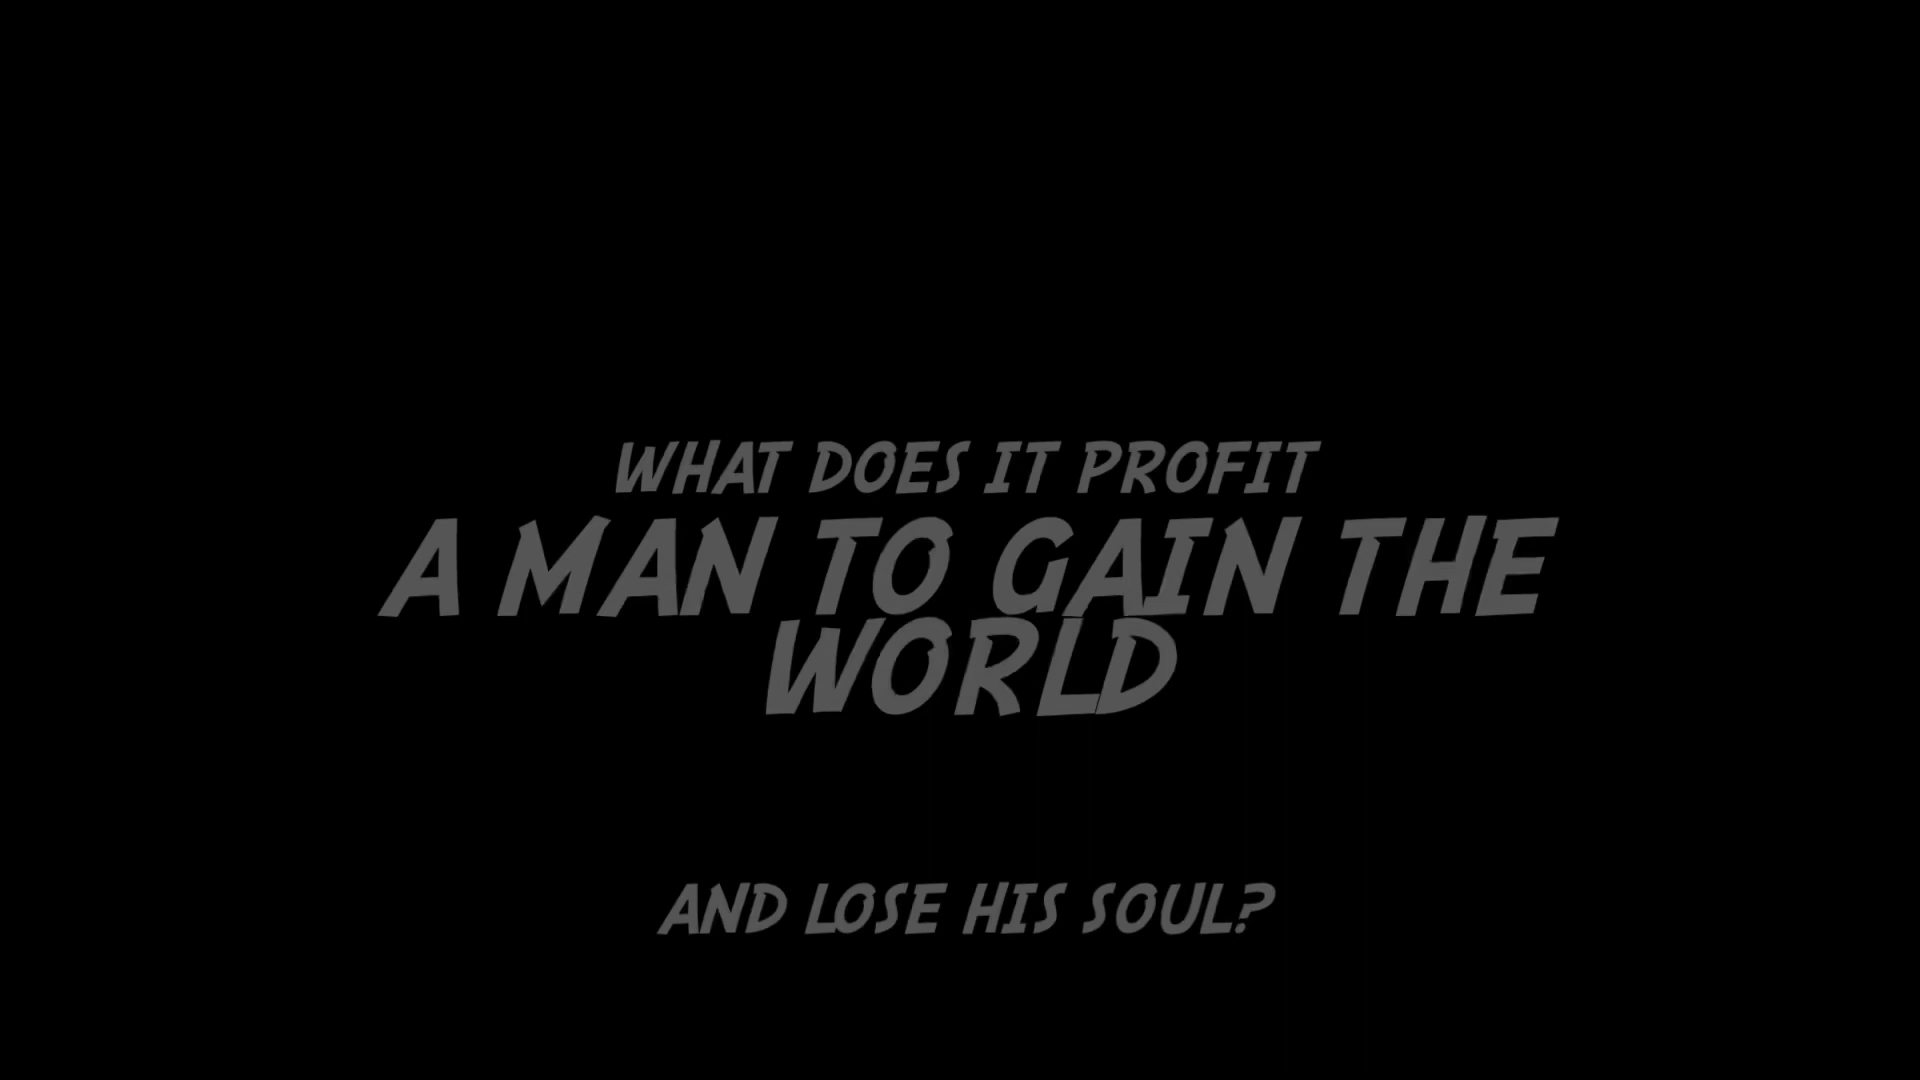 WHAT DOES IT PROFIT
A MAN TO GAIN THE
WORLD
AND LOSE HIS SOUL?